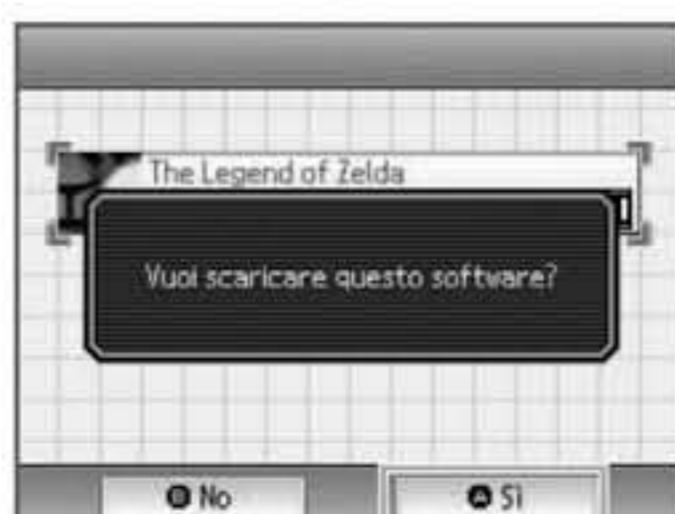 The Legend of Zelda
Vuoi scaricare questo software?
B No
A Sì